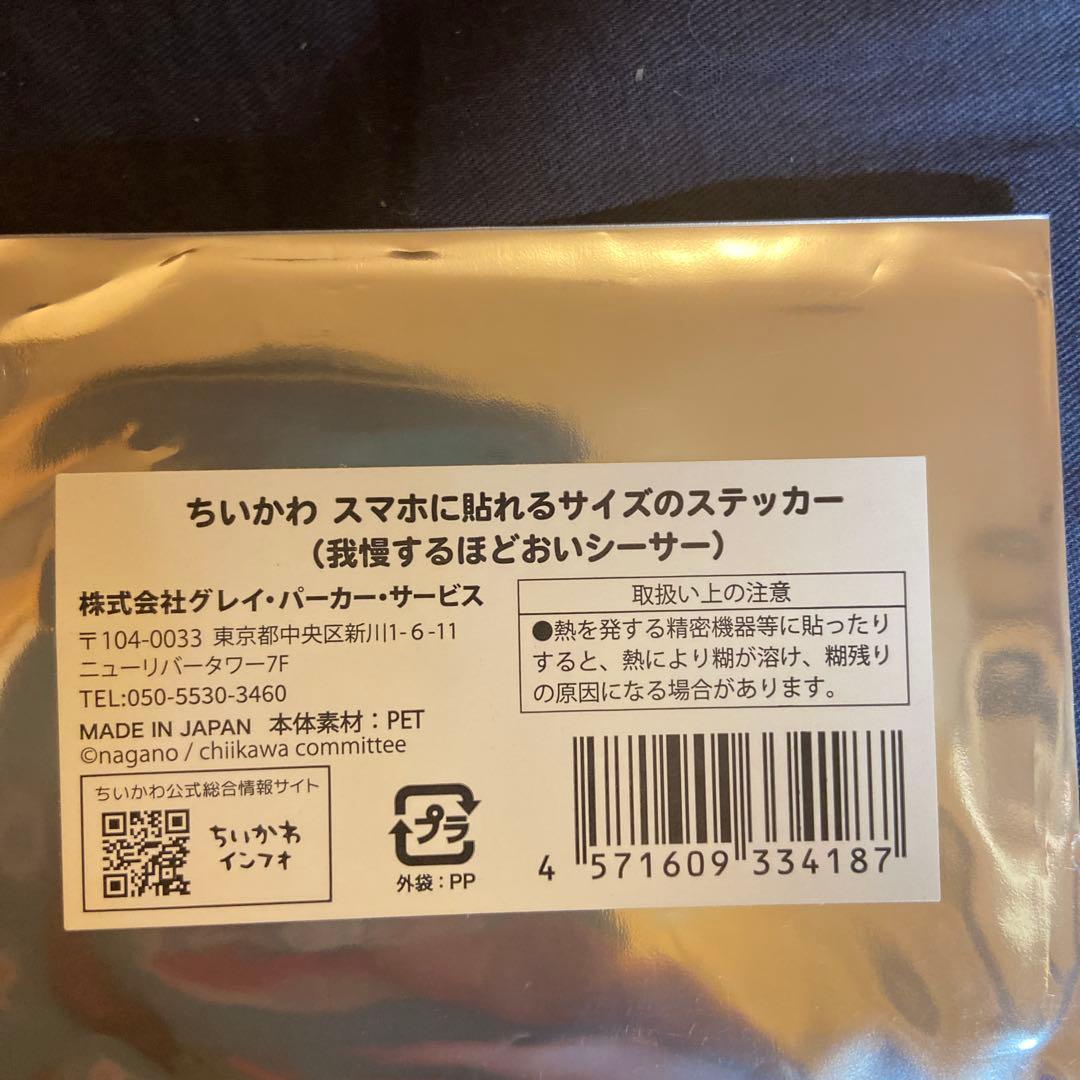 ちいかわ スマホに貼れるサイズのステッカー
（我慢するほどおいシーサー）
株式会社グレイ・パーカー・サービス
〒104-0033 東京都中央区新川1-6-11
ニューリバータワー7F
TEL:050-5530-3460
MADE IN JAPAN 本体素材：PET
©nagano / chiikawa committee
取扱い上の注意
●熱を発する精密機器等に貼ったり
すると、熱により糊が溶け、糊残り
の原因になる場合があります。
ちいかわ公式総合情報サイト
ちいかわ
インフォ
プラ
外袋：PP
4 571609 334187